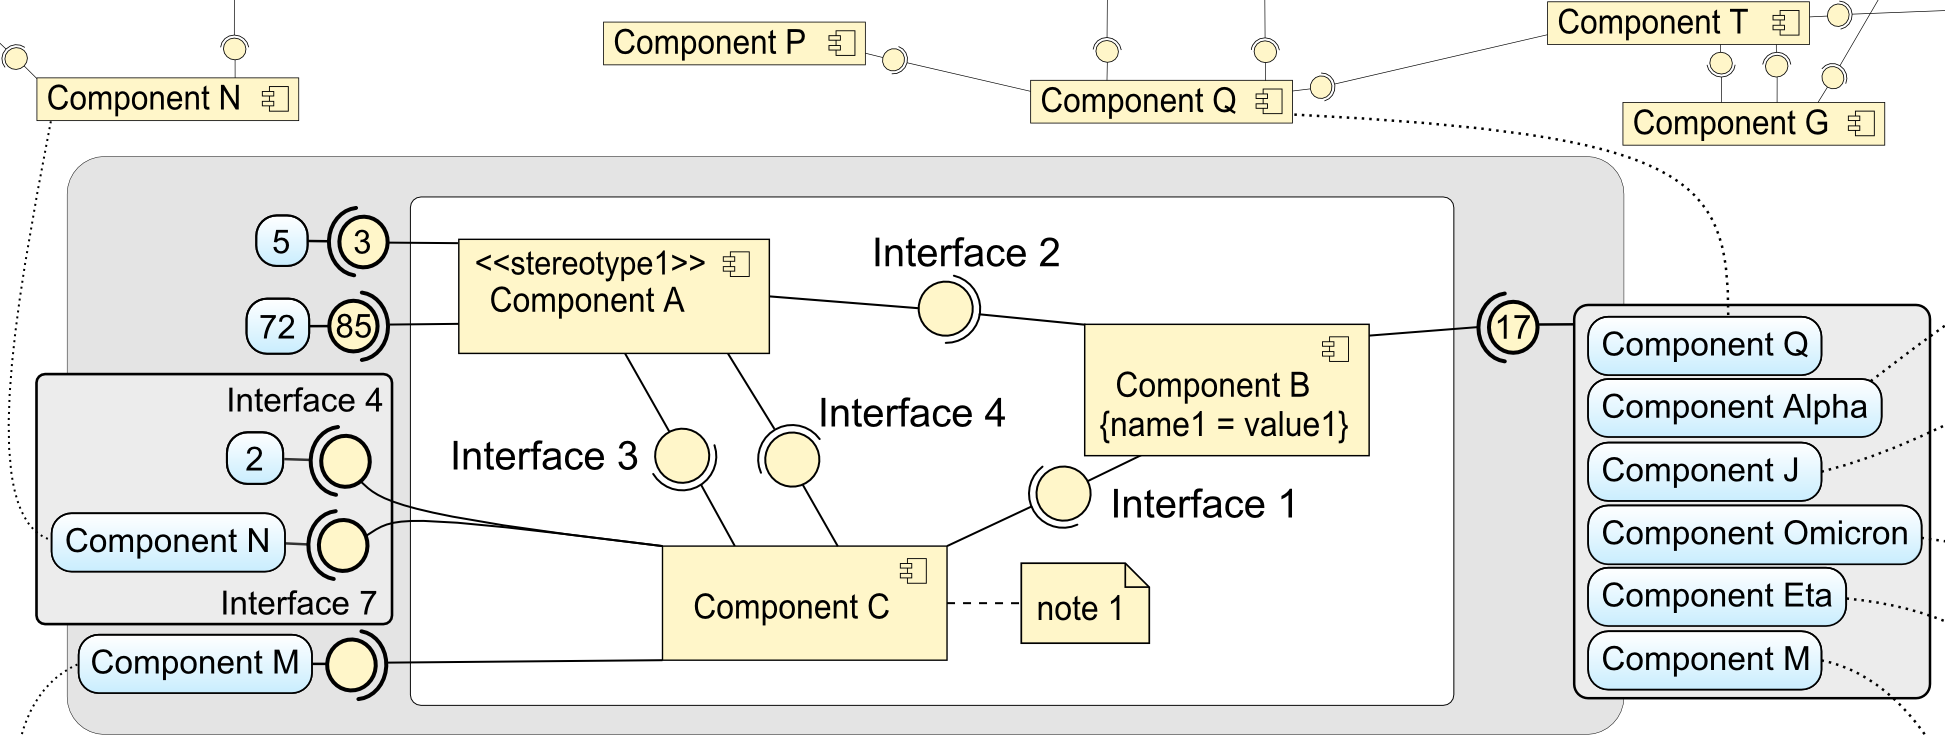 Component T
Component P
Component N
Component Q
Component G
5
3
<<stereotype1>>
Component A
Interface 2
72
85
17
Component Q
Component B
{name1 = value1}
Interface 4
Interface 4
Component Alpha
2
Interface 3
Component J
Interface 1
Component N
Component Omicron
Interface 7
Component C
note 1
Component Eta
Component M
Component M